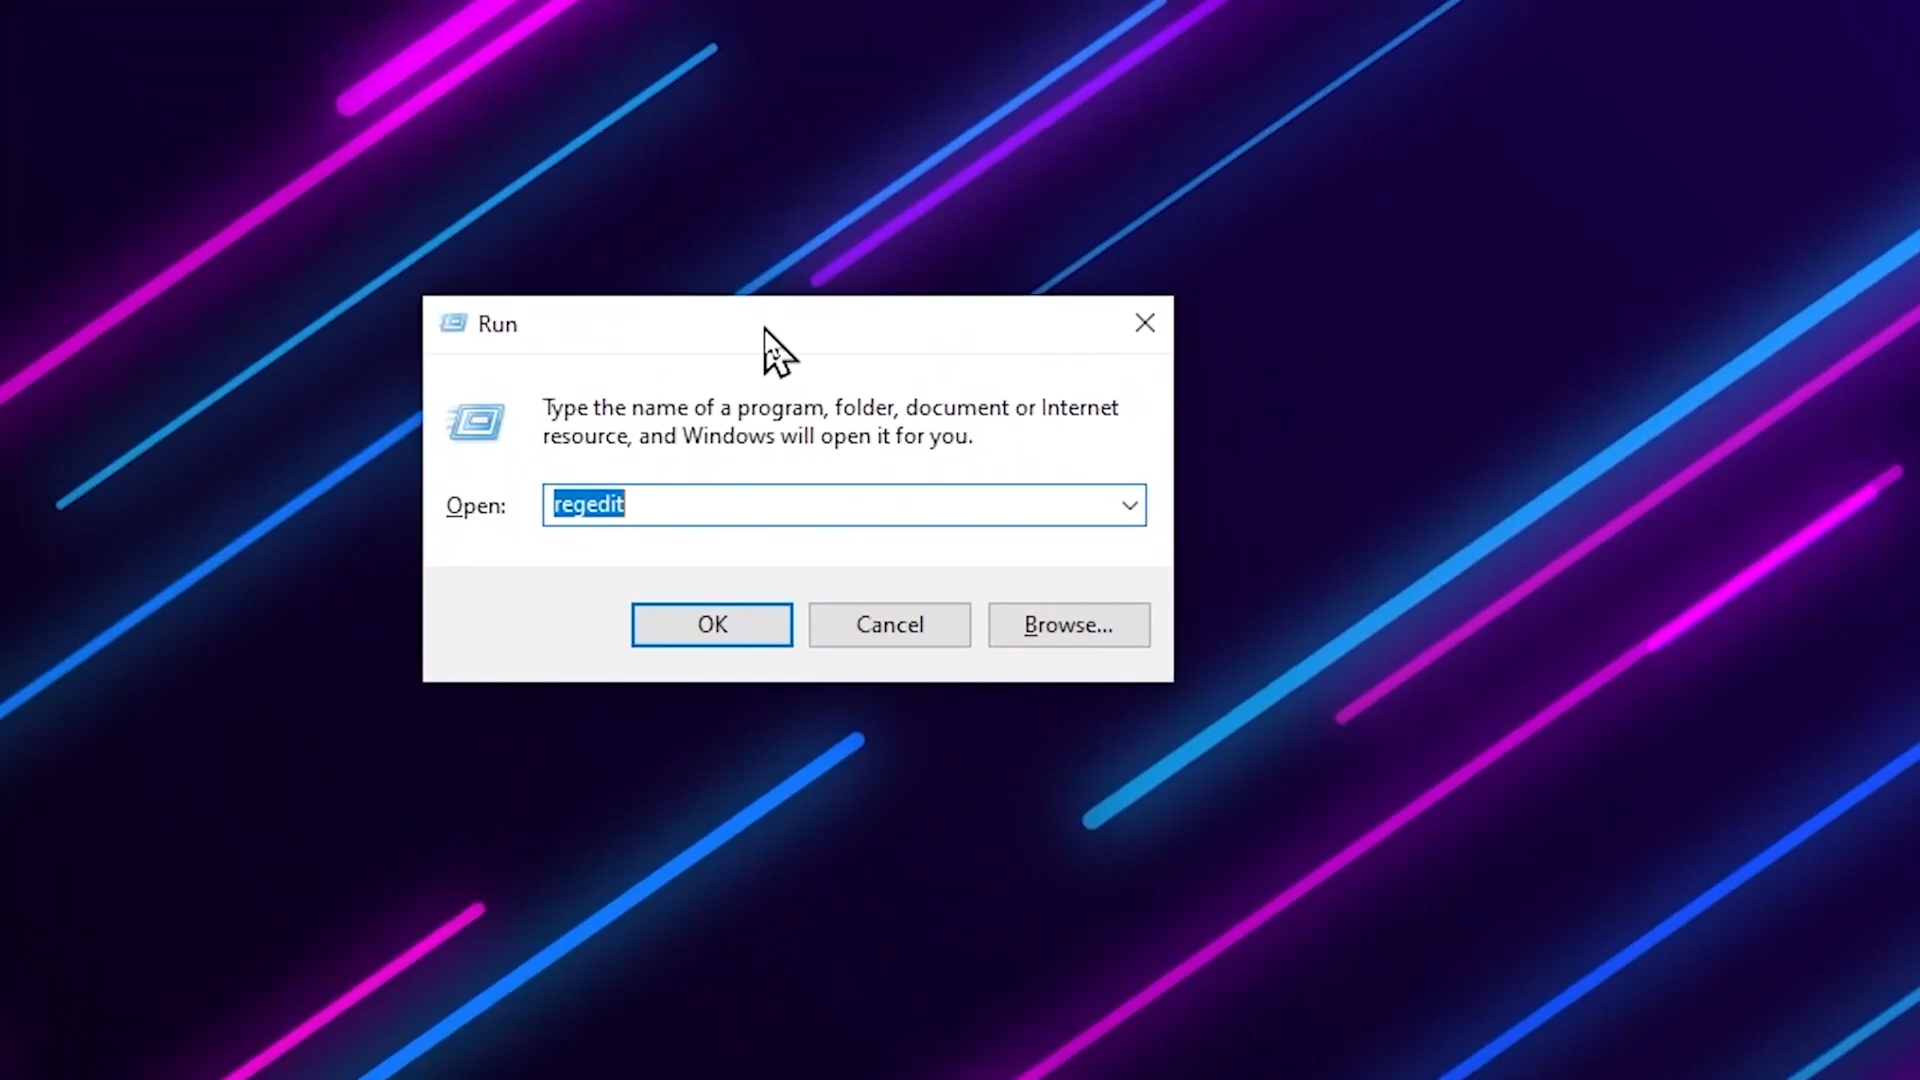 Run
Type the name of a program, folder, document or Internet
resource, and Windows will open it for you.
Open: regedit
OK Cancel Browse...